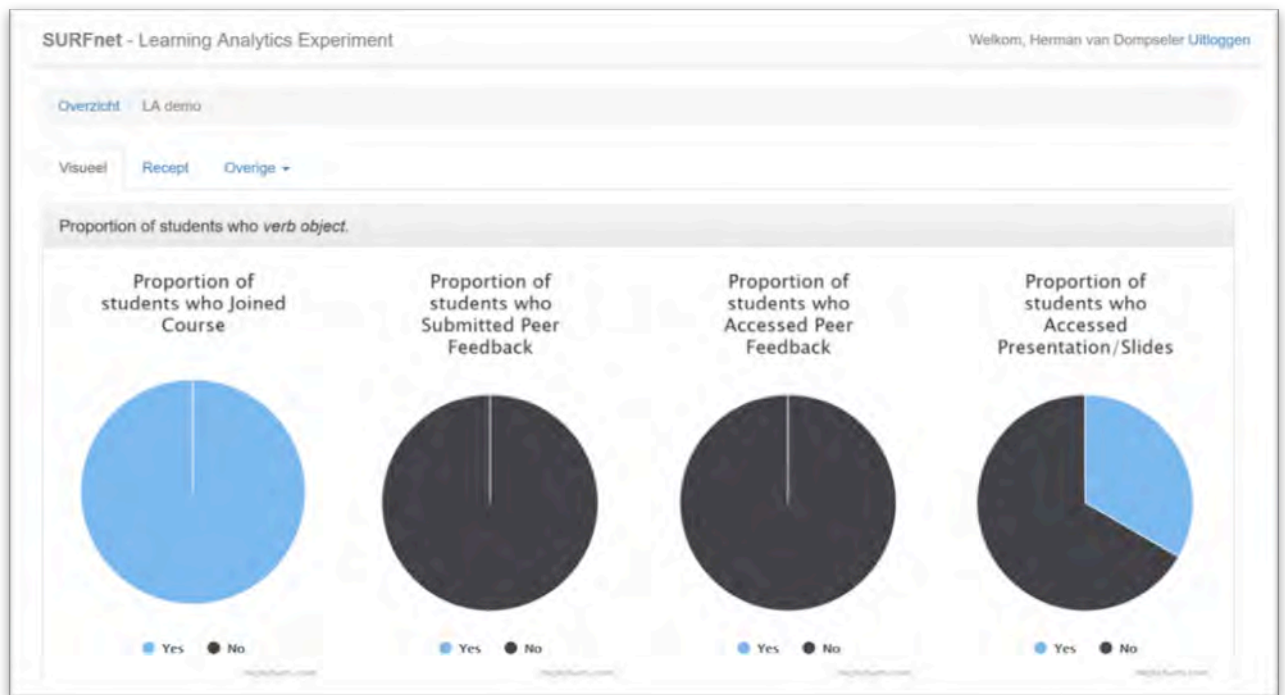 SURFnet - Learning Analytics Experiment
Welkom, Herman van Dompseler Uitloggen
Overzicht LA demo
Visueel Recept Overige
Proportion of students who verb object.
Proportion of
students who Joined
Course
Proportion of
students who
Submitted Peer
Feedback
Proportion of
students who
Accessed Peer
Feedback
Proportion of
students who
Accessed
Presentation/Slides
Yes No
Yes No
Yes No
Yes No